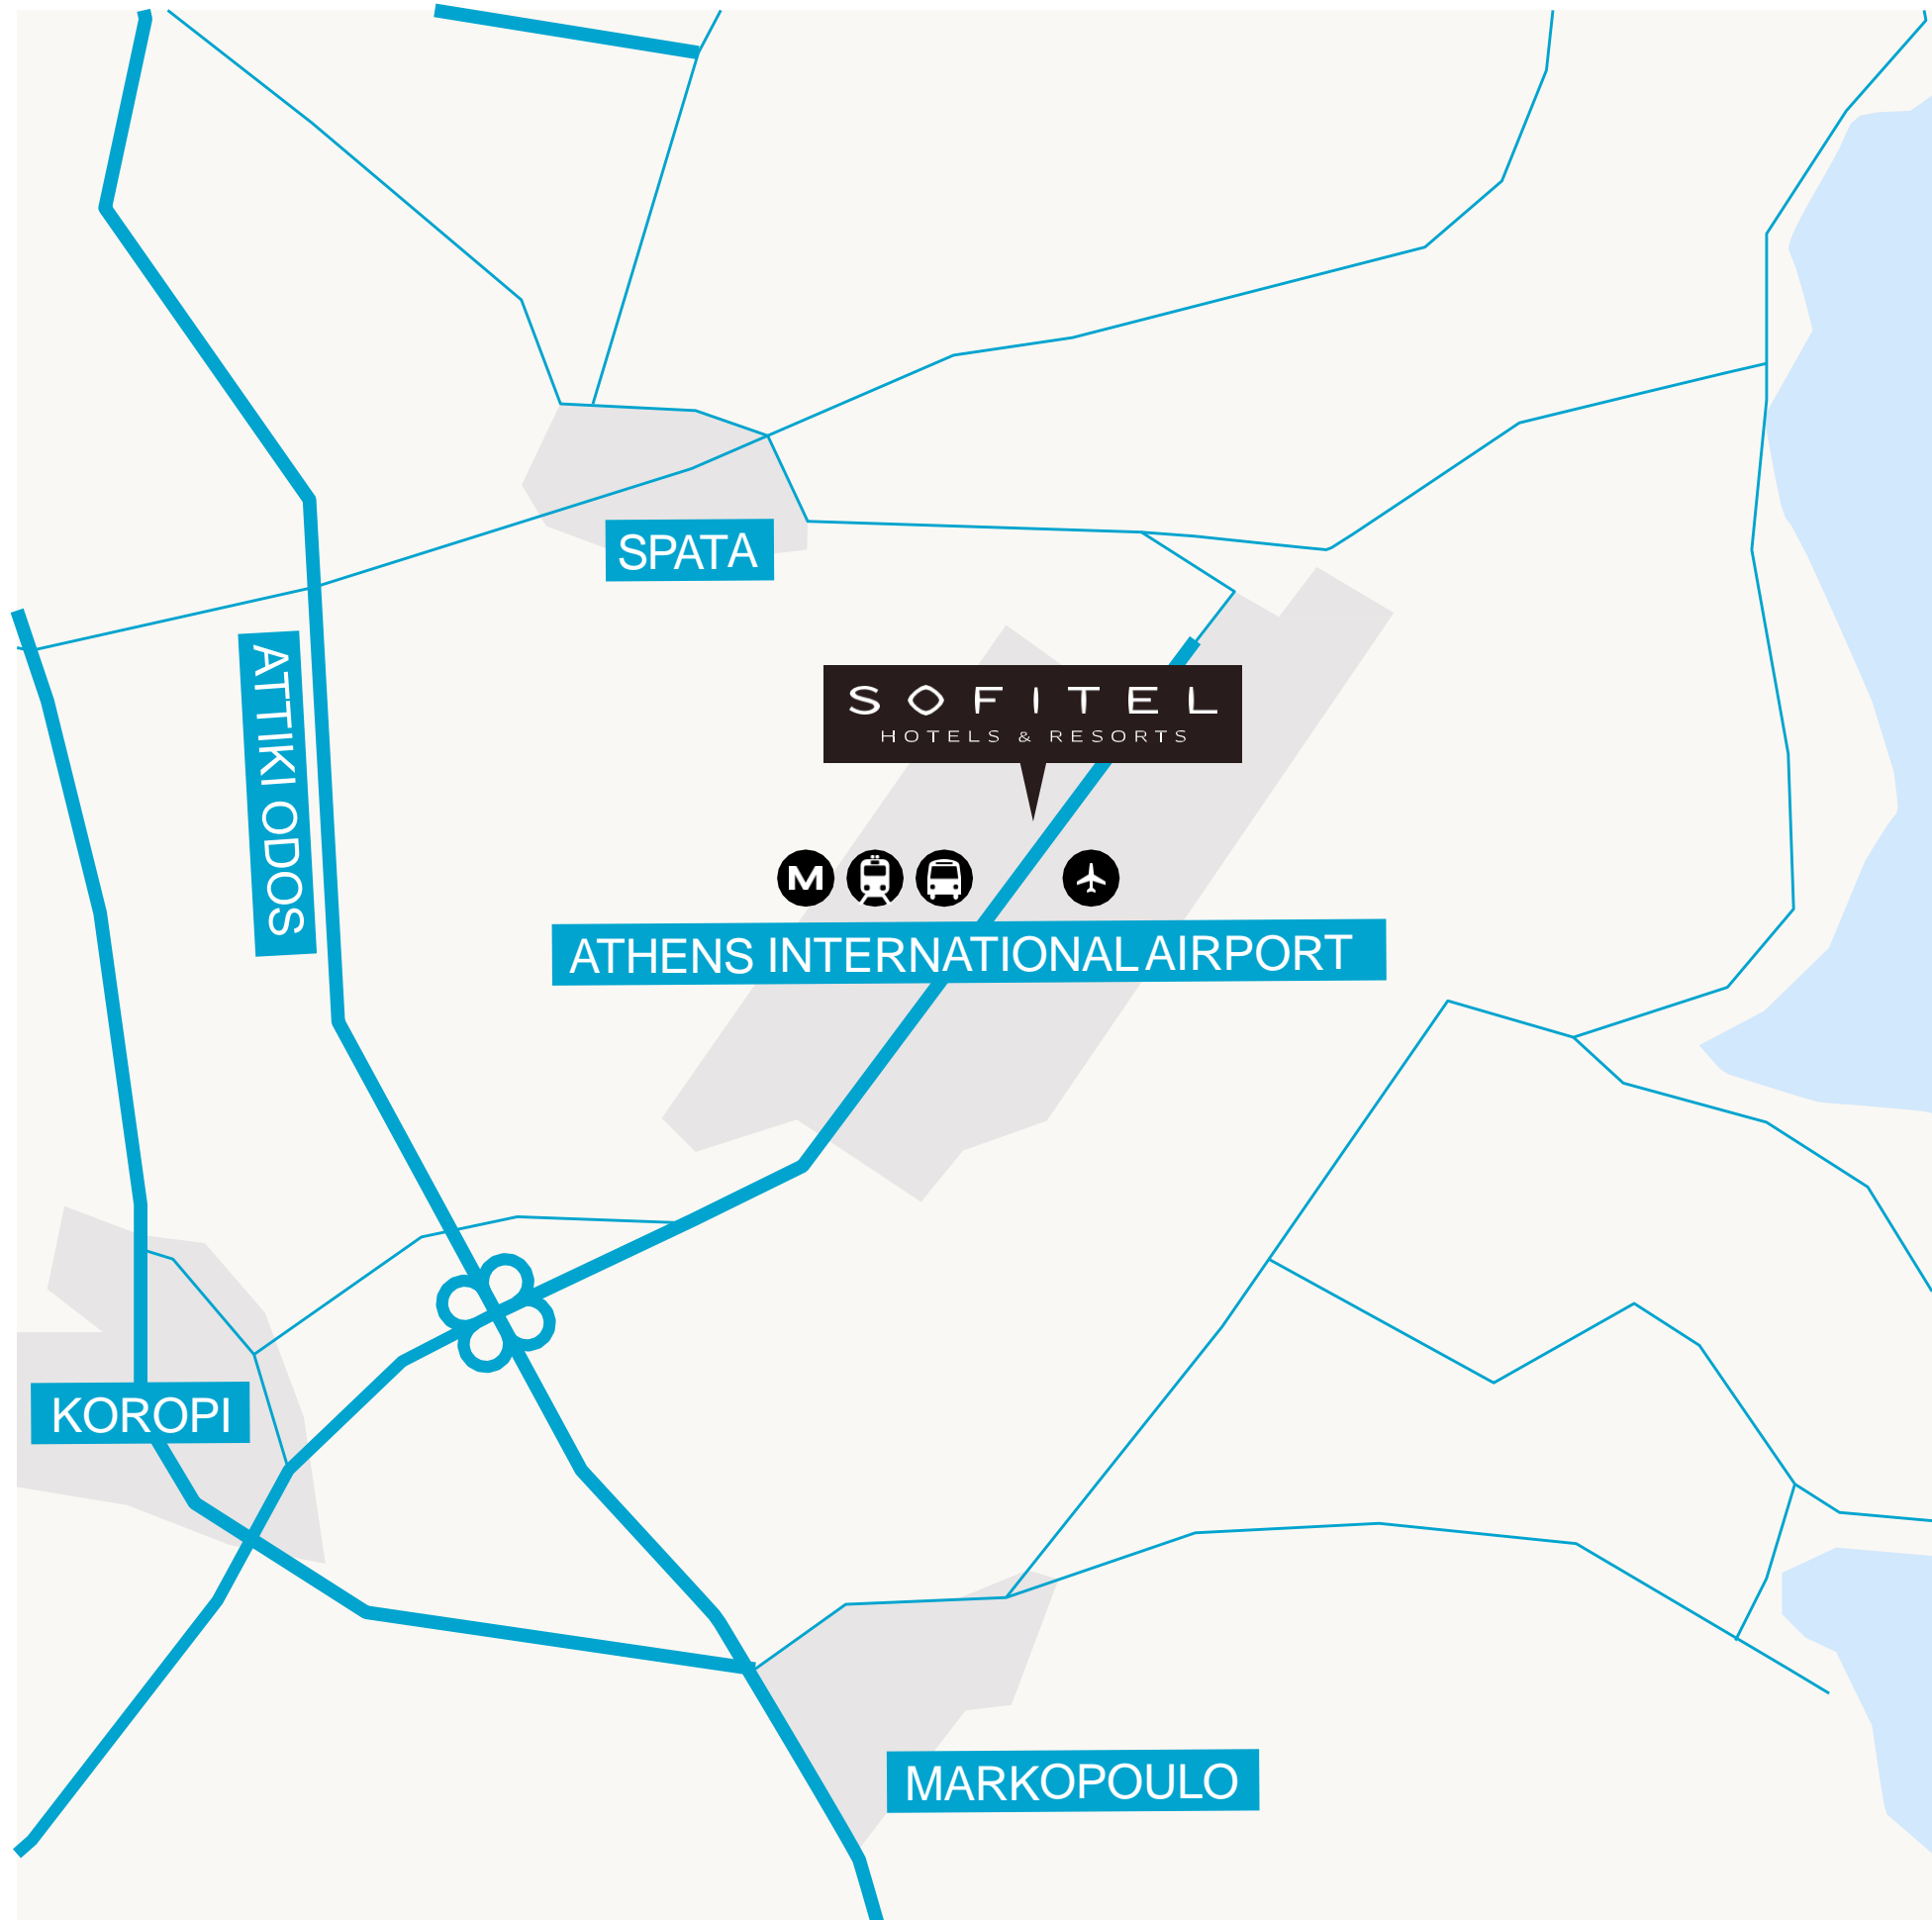 SPATA
ATTIKI ODOS
SOFITEL
HOTELS & RESORTS
M
ATHENS INTERNATIONAL AIRPORT
KOROPI
MARKOPOULO